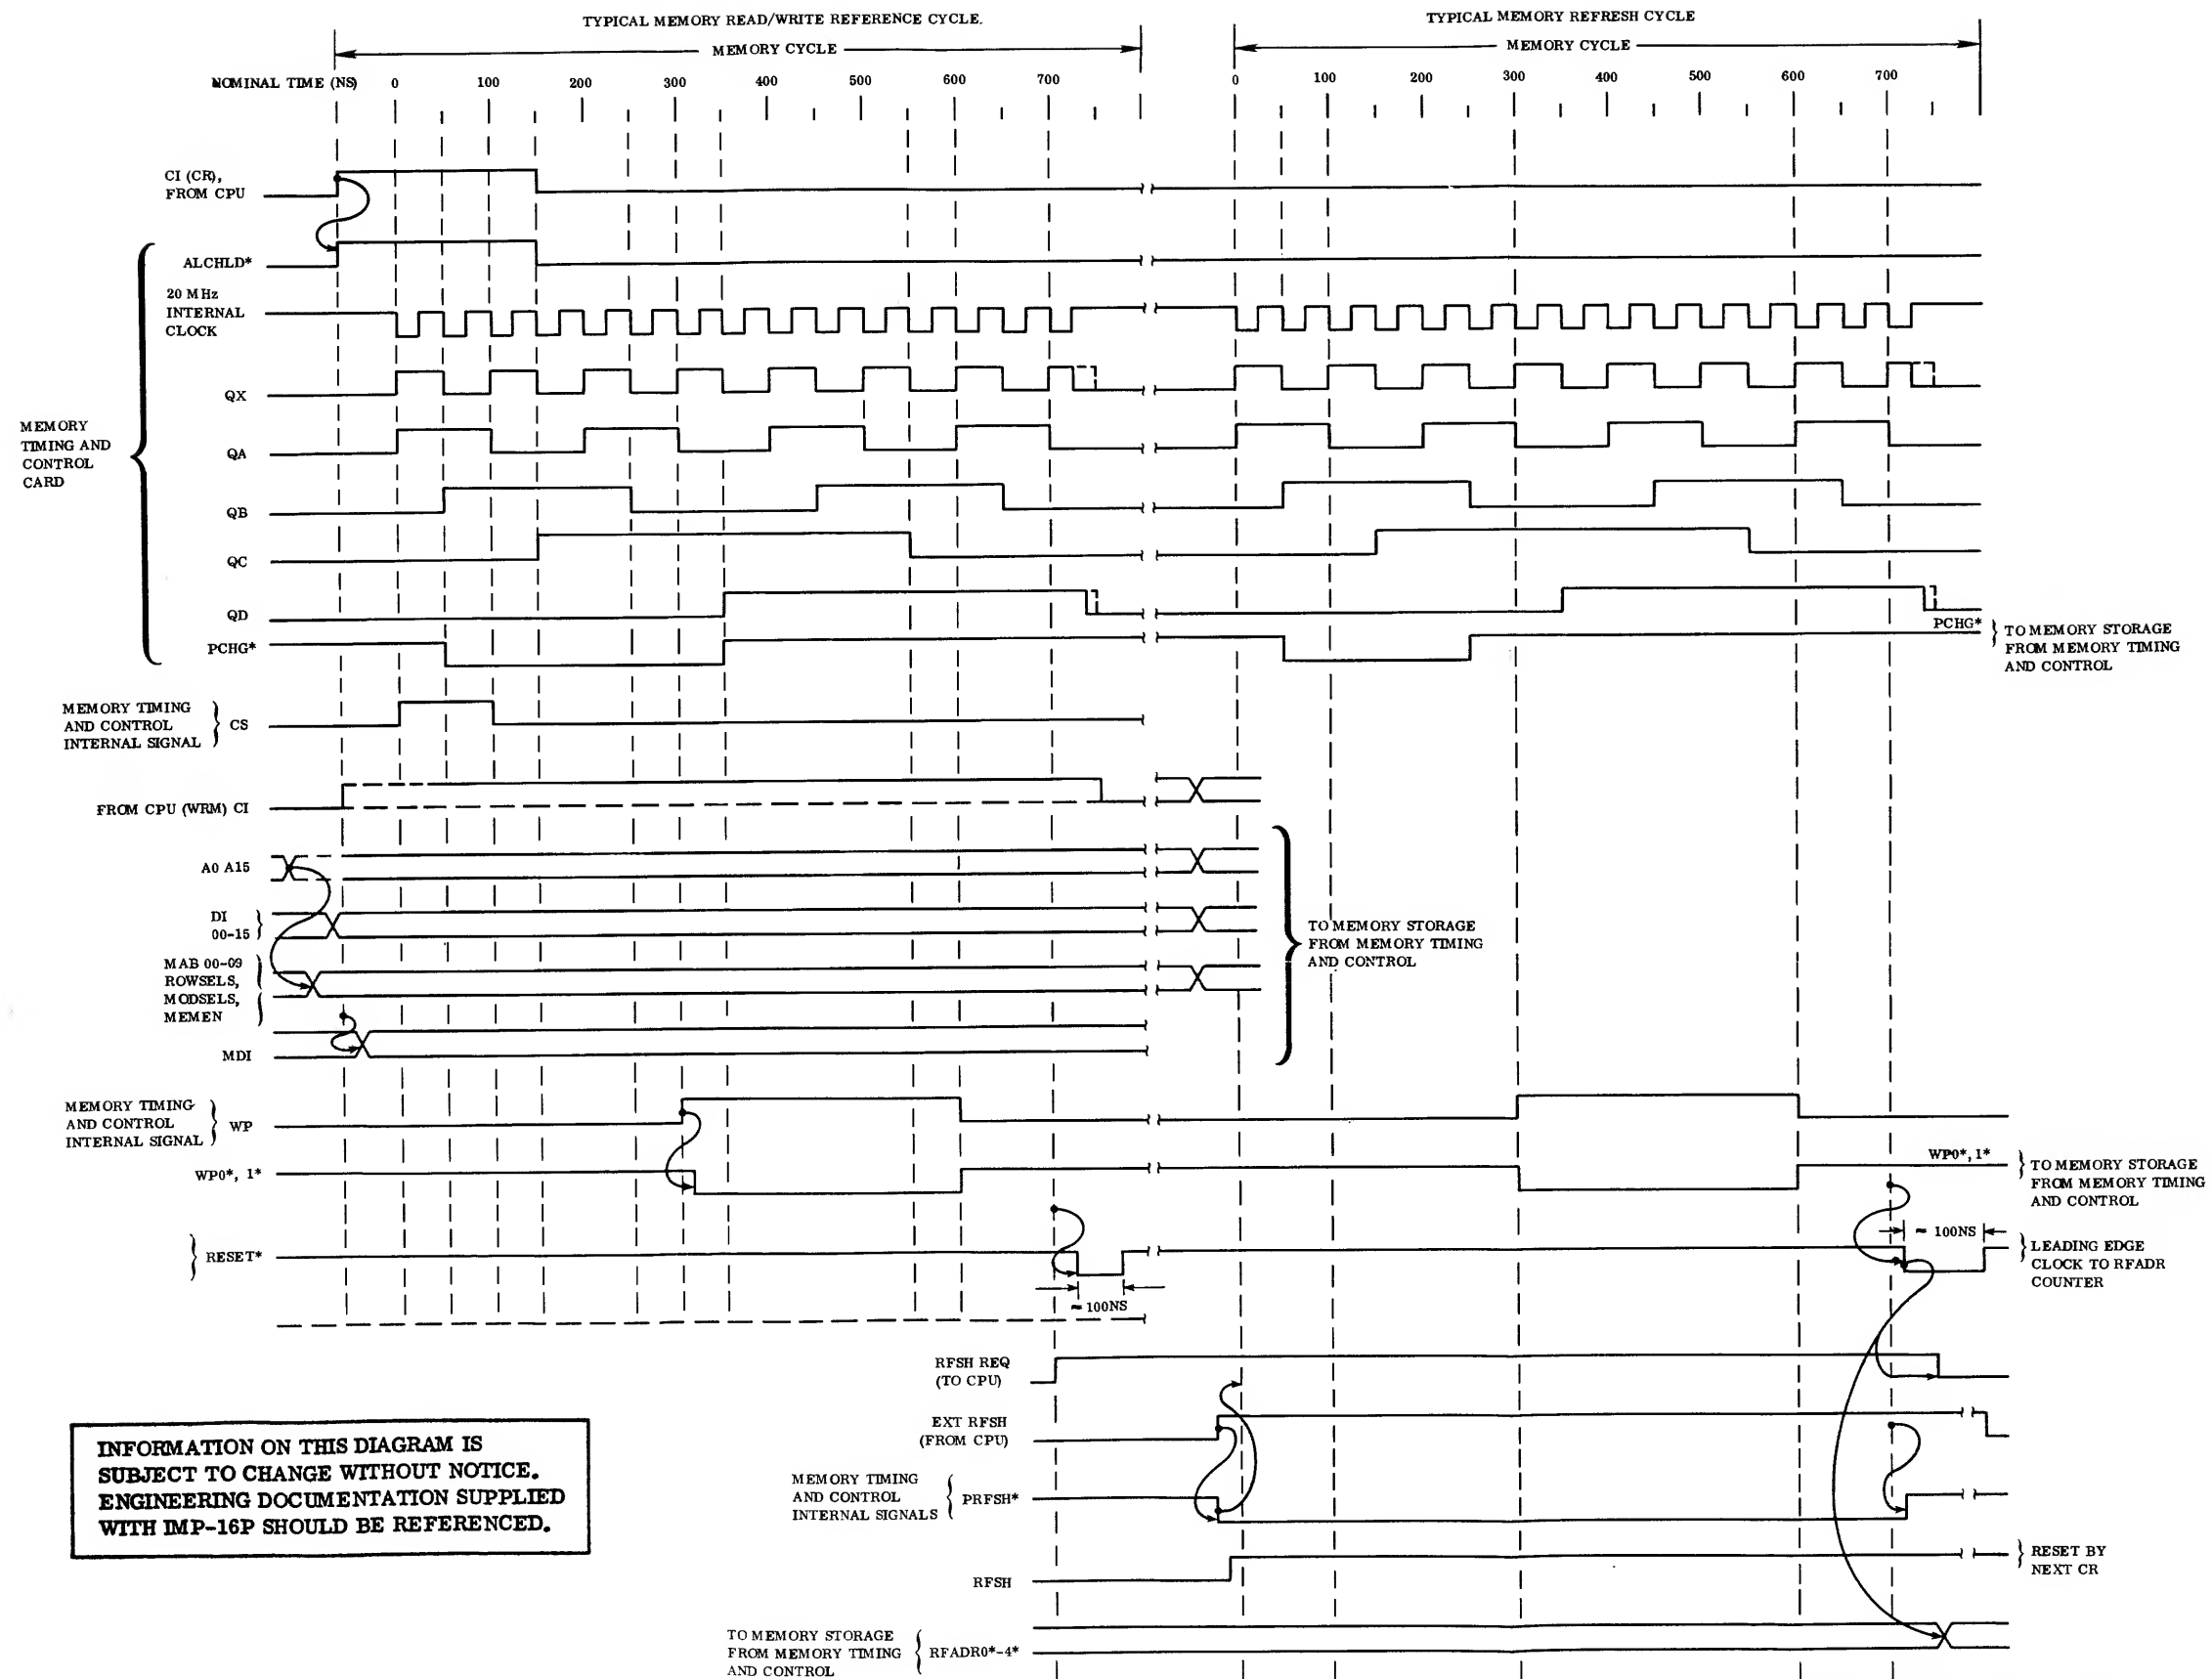 TYPICAL MEMORY READ/WRITE REFERENCE CYCLE.
TYPICAL MEMORY REFRESH CYCLE
MEMORY CYCLE
MEMORY CYCLE
NOMINAL TIME (NS) 0 100 200 300 400 500 600 700
0 100 200 300 400 500 600 700
CI (CR),
FROM CPU
ALCHLD*
20 MHz
INTERNAL
CLOCK
QX
MEMORY
TIMING AND
CONTROL
CARD
QA
QB
QC
QD
PCHG*
PCHG*
TO MEMORY STORAGE
FROM MEMORY TIMING
AND CONTROL
MEMORY TIMING
AND CONTROL
INTERNAL SIGNAL
CS
FROM CPU (WRM) CI
A0 A15
DI
00-15
MAB 00-09
ROWSELS,
MODSELS,
MEMEN
MDI
TO MEMORY STORAGE
FROM MEMORY TIMING
AND CONTROL
MEMORY TIMING
AND CONTROL
INTERNAL SIGNAL
WP
WP0*, 1*
WP0*, 1*
TO MEMORY STORAGE
FROM MEMORY TIMING
AND CONTROL
RESET*
≈ 100NS
≈ 100NS
LEADING EDGE
CLOCK TO RFADR
COUNTER
RFSH REQ
(TO CPU)
EXT RFSH
(FROM CPU)
MEMORY TIMING
AND CONTROL
INTERNAL SIGNALS
PRFSH*
RFSH
RESET BY
NEXT CR
TO MEMORY STORAGE
FROM MEMORY TIMING
AND CONTROL
RFADR0*-4*
INFORMATION ON THIS DIAGRAM IS
SUBJECT TO CHANGE WITHOUT NOTICE.
ENGINEERING DOCUMENTATION SUPPLIED
WITH IMP-16P SHOULD BE REFERENCED.